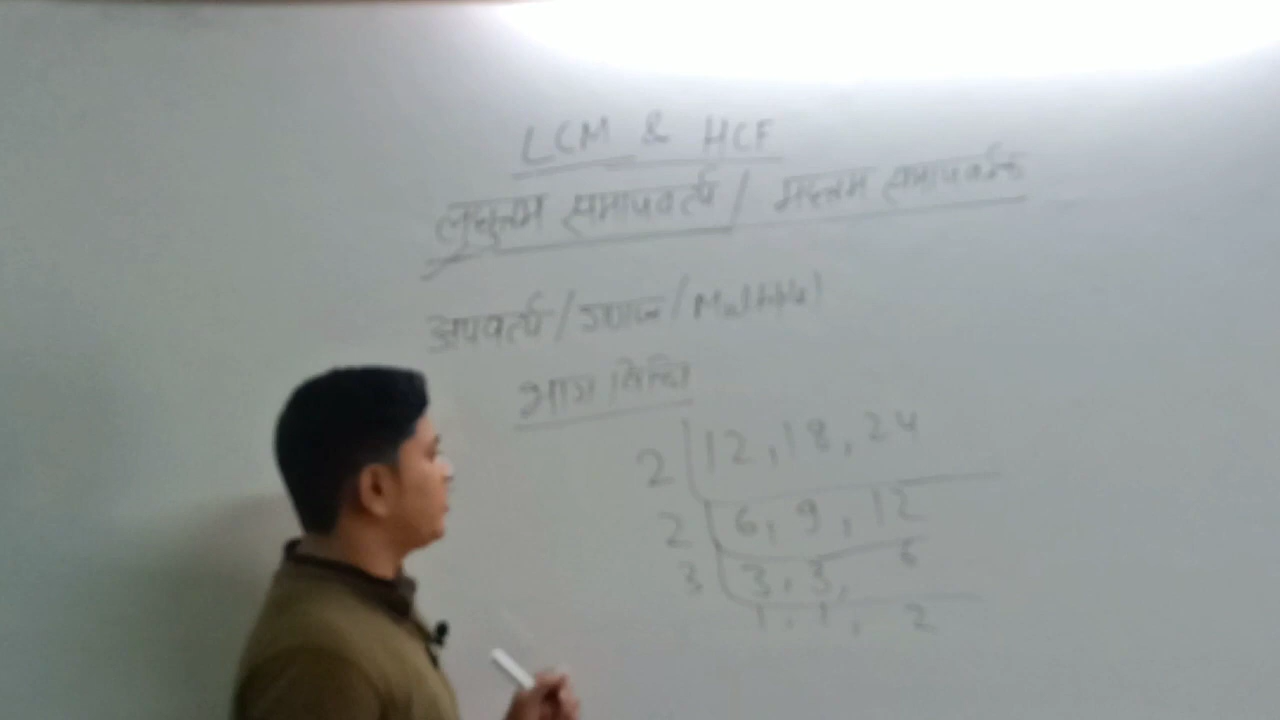 LCM & HCF
लघुत्तम समापवर्त्य / महत्तम समापवर्तक
अपवर्त्य / गुणज / Multiple
भाग विधि
2 12, 18, 24
2 6, 9, 12
3 3, 3, 6
1, 1, 2